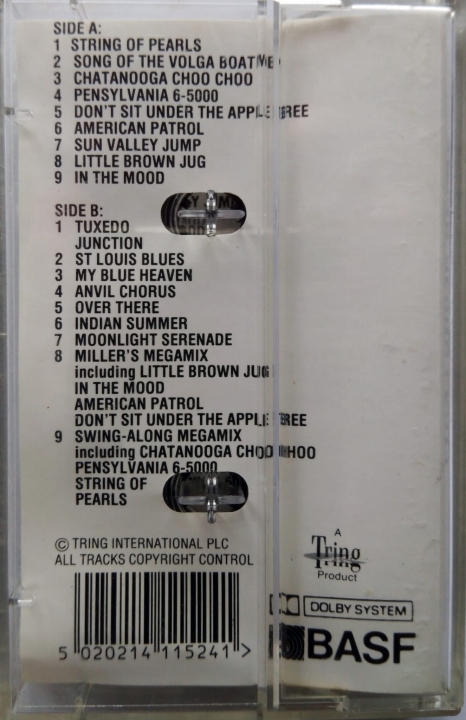 SIDE A:
1 STRING OF PEARLS
2 SONG OF THE VOLGA BOATMEN
3 CHATANOOGA CHOO CHOO
4 PENSYLVANIA 6-5000
5 DON'T SIT UNDER THE APPLE TREE
6 AMERICAN PATROL
7 SUN VALLEY JUMP
8 LITTLE BROWN JUG
9 IN THE MOOD
SIDE B:
1 TUXEDO
JUNCTION
2 ST LOUIS BLUES
3 MY BLUE HEAVEN
4 ANVIL CHORUS
5 OVER THERE
6 INDIAN SUMMER
7 MOONLIGHT SERENADE
8 MILLER'S MEGAMIX
including LITTLE BROWN JUG
IN THE MOOD
AMERICAN PATROL
DON'T SIT UNDER THE APPLE TREE
9 SWING-ALONG MEGAMIX
including CHATANOOGA CHOO CHOO
PENSYLVANIA 6-5000
STRING OF
PEARLS
© TRING INTERNATIONAL PLC
ALL TRACKS COPYRIGHT CONTROL
5 020214 115241 >
A
Tring
Product
DOLBY SYSTEM
BASF